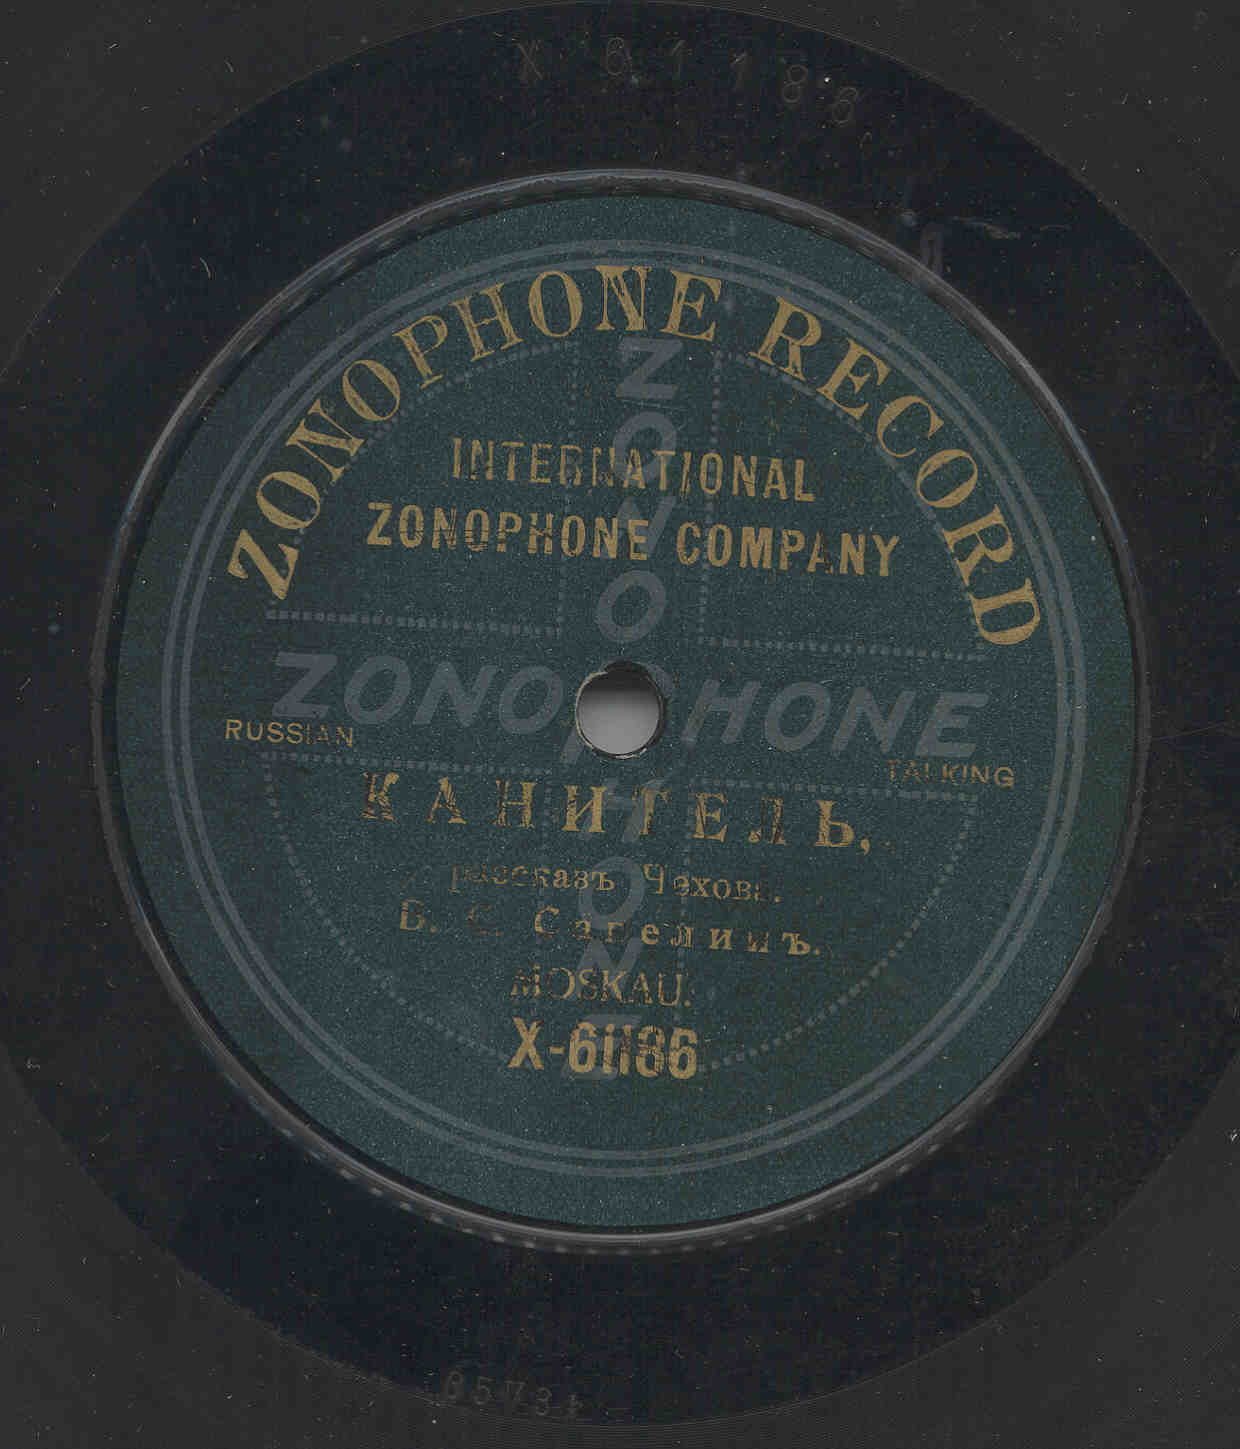 X 61186
ZONOPHONE RECORD
INTERNATIONAL
ZONOPHONE COMPANY
ZONOPHONE
ZONOPHONE
RUSSIAN
TALKING
КАНИТЕЛЬ,
разсказъ Чехова.
В. С.
MOSKAU.
X-61186